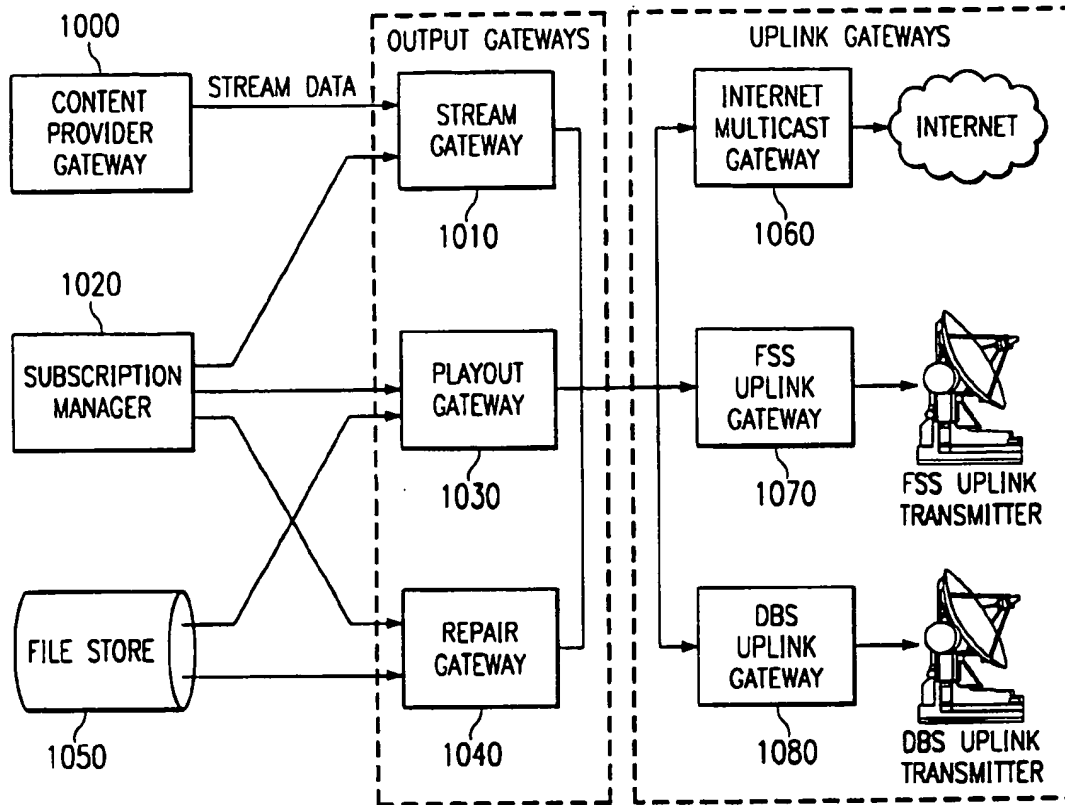 1000
CONTENT
PROVIDER
GATEWAY
STREAM DATA
OUTPUT GATEWAYS
STREAM
GATEWAY
1010
UPLINK GATEWAYS
INTERNET
MULTICAST
GATEWAY
1060
INTERNET
1020
SUBSCRIPTION
MANAGER
PLAYOUT
GATEWAY
1030
FSS
UPLINK
GATEWAY
1070
FSS UPLINK
TRANSMITTER
FILE STORE
1050
REPAIR
GATEWAY
1040
DBS
UPLINK
GATEWAY
1080
DBS UPLINK
TRANSMITTER